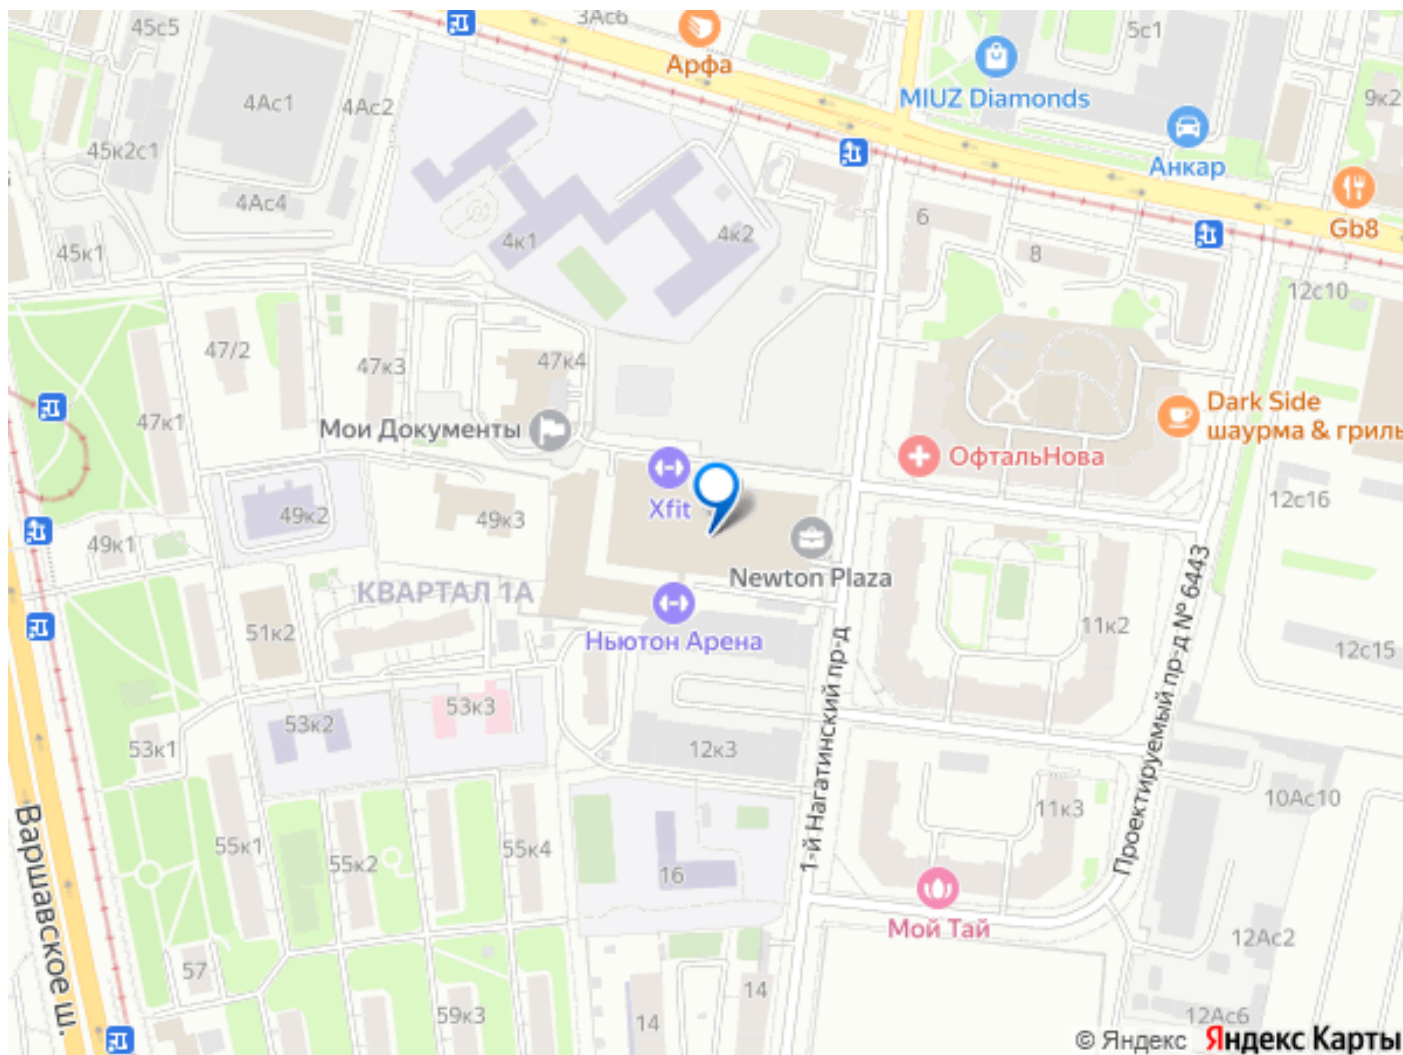 45с5
3Ас6
Арфа
5с1
MIUZ Diamonds
4Ас1
4Ас2
9к2
45к2с1
Анкар
4Ас4
4к1
4к2
6
Gb8
45к1
8
12с10
47/2
47к3
47к4
47к1
Мои Документы
Dark Side
шаурма & гриль
ОфтальНова
Xfit
12с16
49к2
49к3
49к1
Newton Plaza
КВАРТАЛ 1А
51к2
Ньютон Арена
11к2
12с15
53к3
53к2
53к1
12к3
1-й Нагатинский пр-д
Проектируемый пр-д № 6443
10Ас10
11к3
55к1
55к2
55к4
16
Варшавское ш.
Мой Тай
12Ас2
57
14
14
59к3
12Ас6
© Яндекс Яндекс Карты